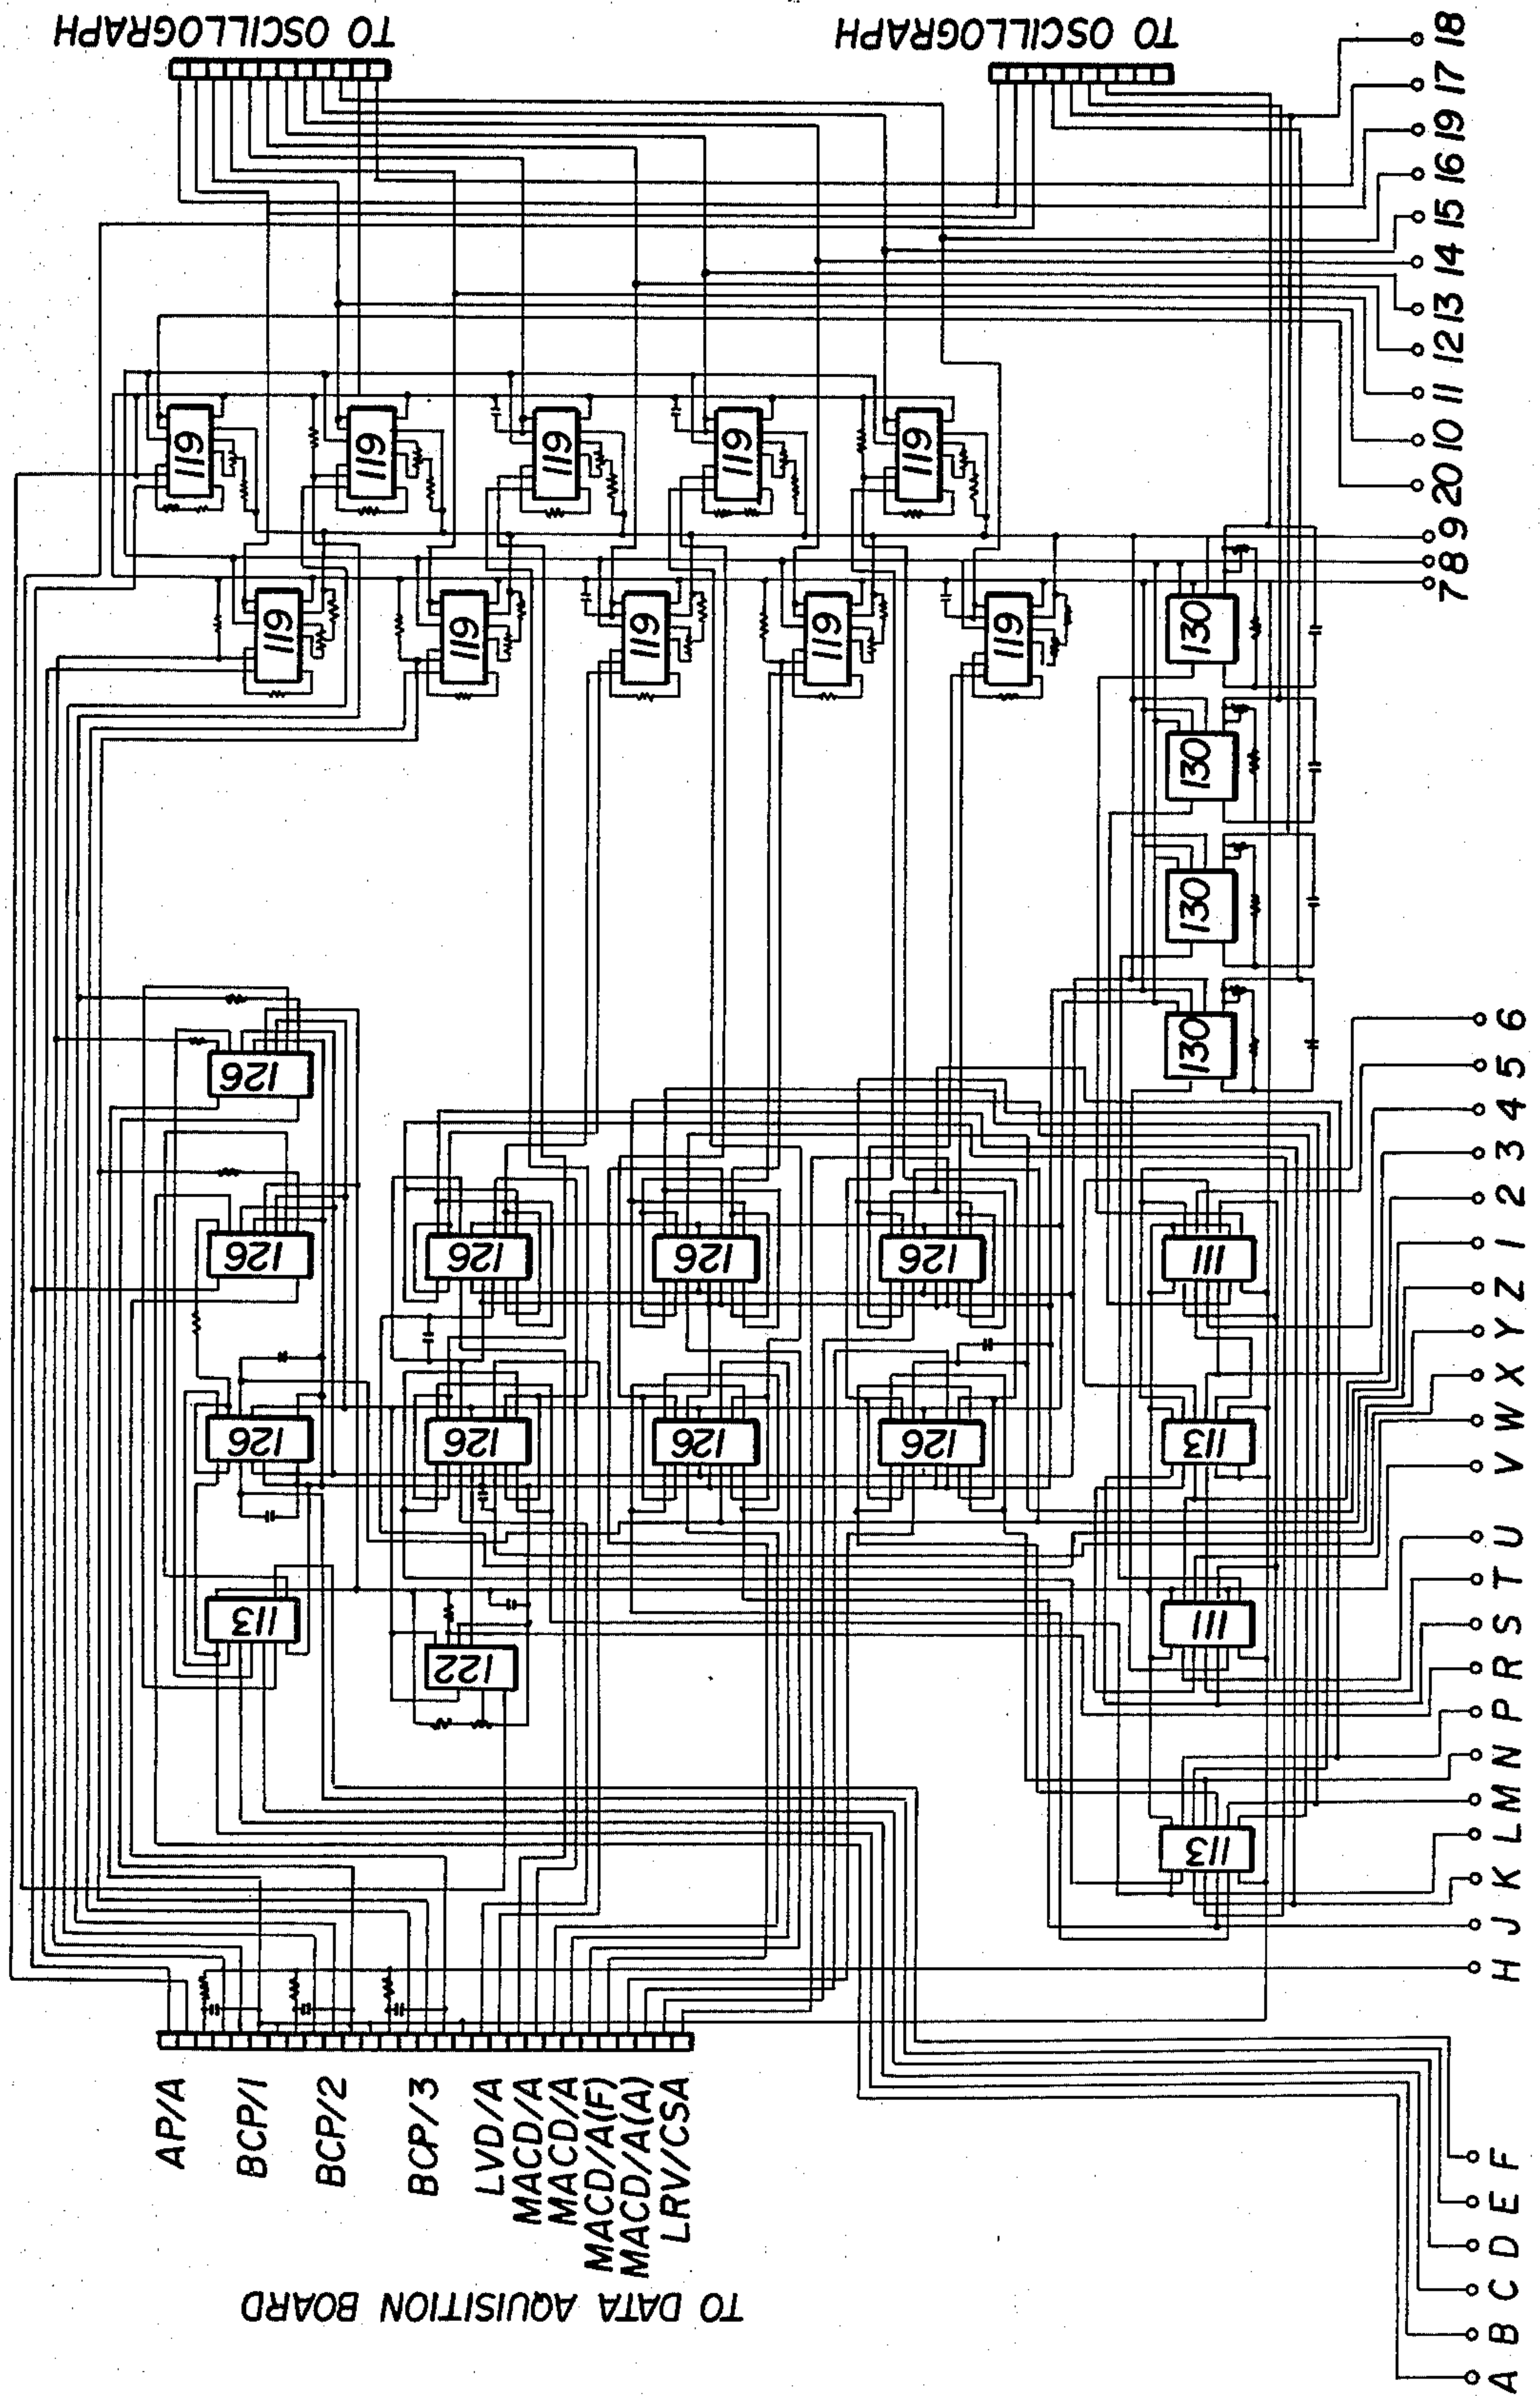 TO OSCILLOGRAPH
TO OSCILLOGRAPH
18
17
19
16
15
14
13
12
11
10
20
9
8
7
119
119
119
119
119
119
119
119
119
119
130
130
130
130
126
126
126
113
126
126
126
126
126
126
122
111
113
111
113
6
5
4
3
2
1
Z
Y
X
W
V
U
T
S
R
P
N
M
L
K
J
H
F
E
D
C
B
A
AP/A
BCP/1
BCP/2
BCP/3
LVD/A
MACD/A
MACD/A
MACD/A(F)
MACD/A(A)
LRV/CSA
TO DATA AQUISITION BOARD